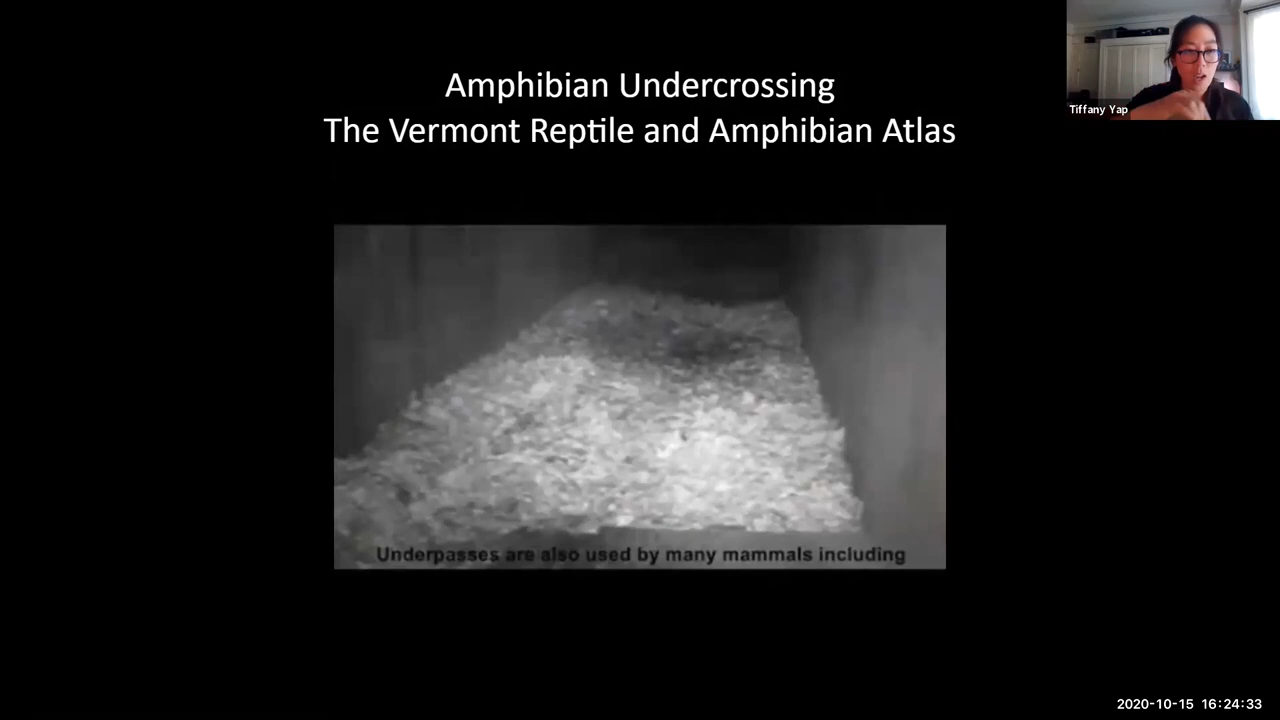 Amphibian Undercrossing
The Vermont Reptile and Amphibian Atlas
Tiffany Yap
Underpasses are also used by many mammals including
2020-10-15 16:24:33